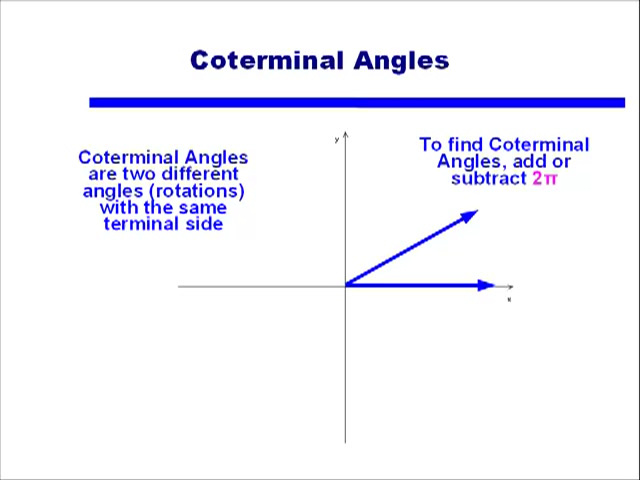 Coterminal Angles
Coterminal Angles
are two different
angles (rotations)
with the same
terminal side
y
To find Coterminal
Angles, add or
subtract 2π
x